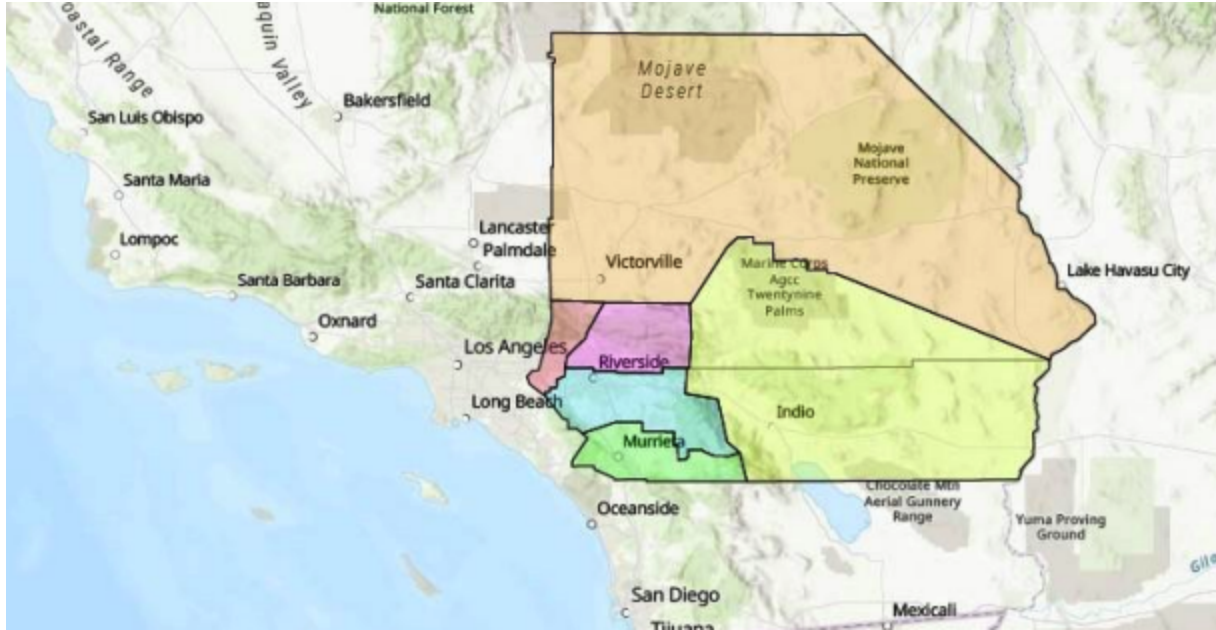 National Forest
oastal Range
aquin Valley
Mojave
Desert
Bakersfield
San Luis Obispo
Mojave
National
Preserve
Santa Maria
Lancaster
Lompoc
Palmdale
Victorville
Marine Corps
Agcc
Twentynine
Palms
Lake Havasu City
Santa Barbara
Santa Clarita
Oxnard
Los Angeles
Riverside
Long Beach
Indio
Murrieta
Chocolate Mtn
Aerial Gunnery
Range
Oceanside
Yuma Proving
Ground
Gila
San Diego
Mexicali
Tijuana